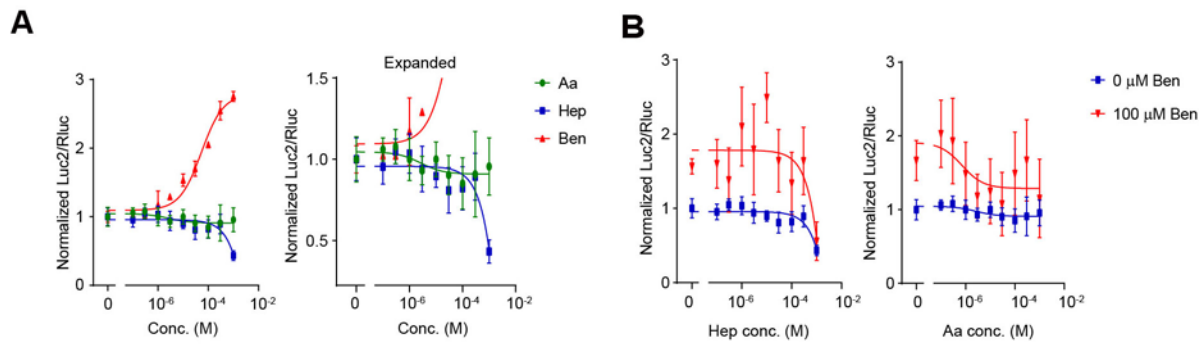 A
B
Expanded
Normalized Luc2/Rluc
3
2
1
0
0
10⁻⁶
10⁻⁴
10⁻²
Conc. (M)
Normalized Luc2/Rluc
1.5
1.0
0.5
0
10⁻⁶
10⁻⁴
10⁻²
Conc. (M)
Aa
Hep
Ben
Normalized Luc2/Rluc
3
2
1
0
0
10⁻⁶
10⁻⁴
10⁻²
Hep conc. (M)
3
2
1
0
0
10⁻⁶
10⁻⁴
10⁻²
Aa conc. (M)
0 μM Ben
100 μM Ben